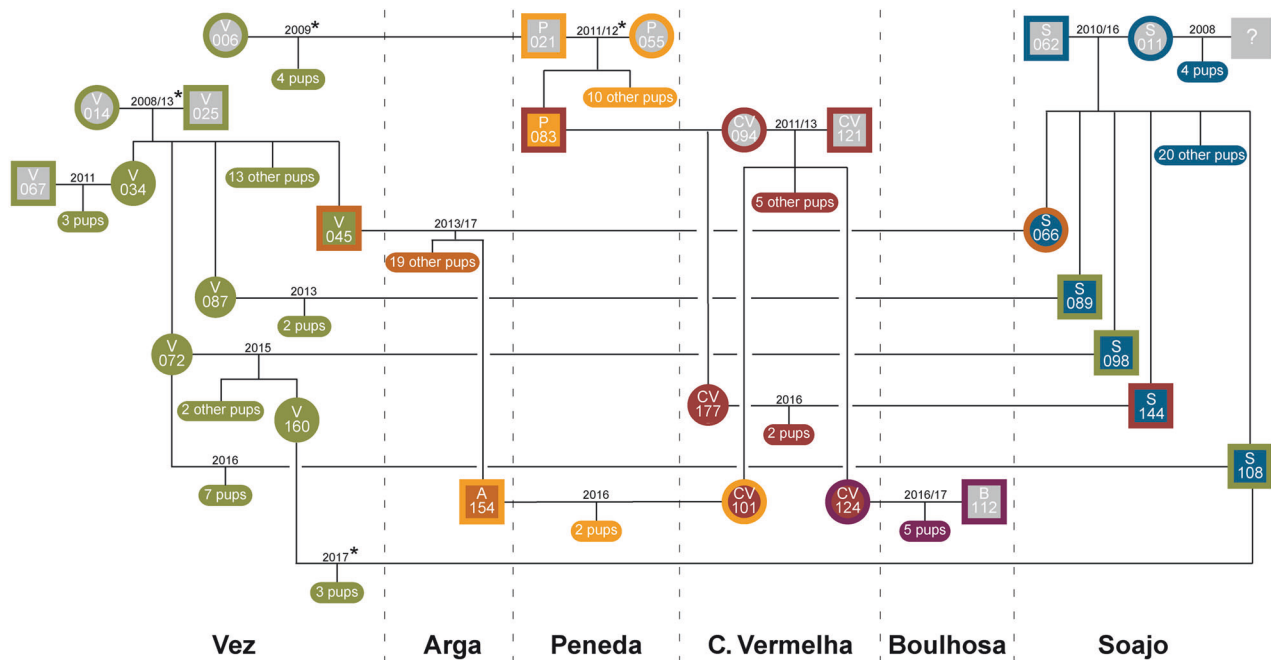 V
006
2009*
P
021
2011/12*
P
055
S
062
2010/16
S
011
2008
?
4 pups
10 other pups
4 pups
V
014
2008/13*
V
025
P
083
CV
094
2011/13
CV
121
20 other pups
V
067
2011
V
034
13 other pups
3 pups
5 other pups
V
045
2013/17
19 other pups
S
066
V
087
2013
2 pups
S
089
V
072
2015
S
098
2 other pups
V
160
CV
177
2016
2 pups
S
144
2016
7 pups
S
108
A
154
2016
2 pups
CV
101
CV
124
2016/17
5 pups
B
112
2017*
3 pups
Vez
Arga
Peneda
C. Vermelha
Boulhosa
Soajo